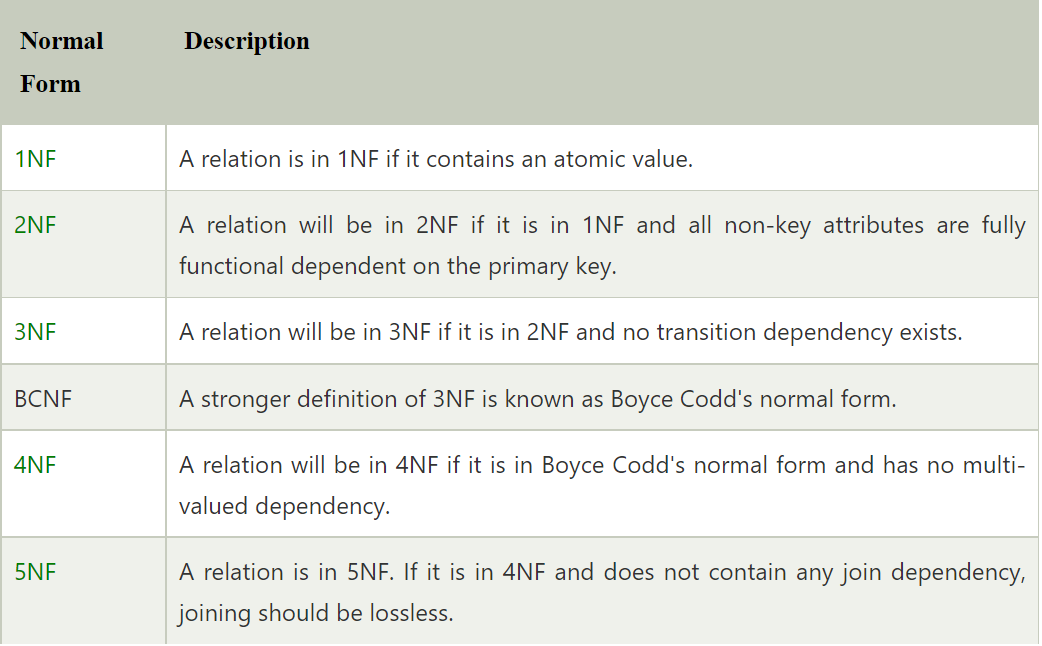 Normal
Form
Description
1NF
A relation is in 1NF if it contains an atomic value.
2NF
A relation will be in 2NF if it is in 1NF and all non-key attributes are fully
functional dependent on the primary key.
3NF
A relation will be in 3NF if it is in 2NF and no transition dependency exists.
BCNF
A stronger definition of 3NF is known as Boyce Codd's normal form.
4NF
A relation will be in 4NF if it is in Boyce Codd's normal form and has no multi-
valued dependency.
5NF
A relation is in 5NF. If it is in 4NF and does not contain any join dependency,
joining should be lossless.